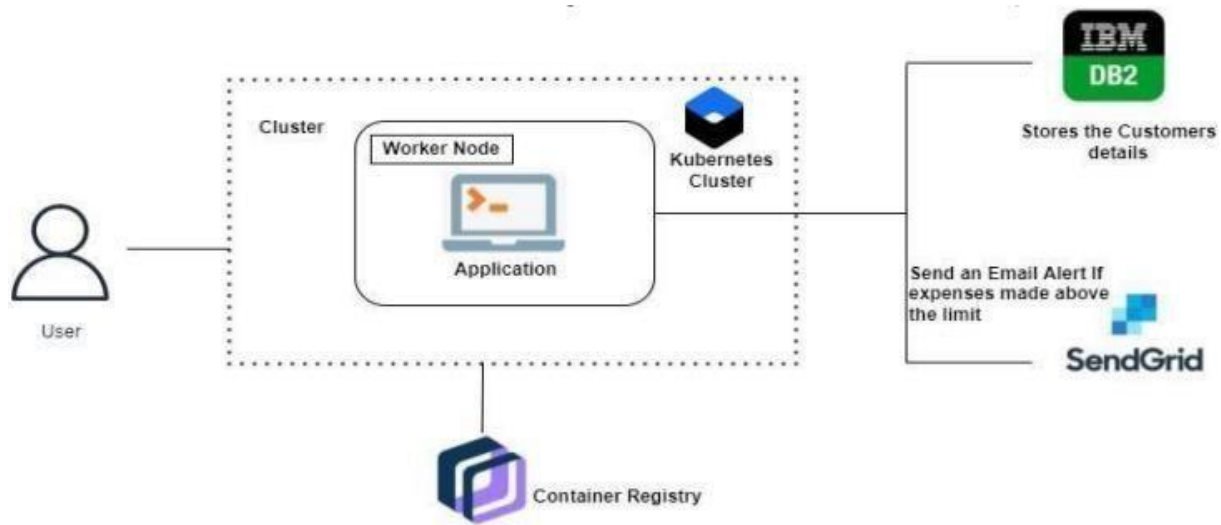 Cluster
Worker Node
Application
Kubernetes
Cluster
User
Container Registry
IBM
DB2
Stores the Customers
details
Send an Email Alert If
expenses made above
the limit
SendGrid